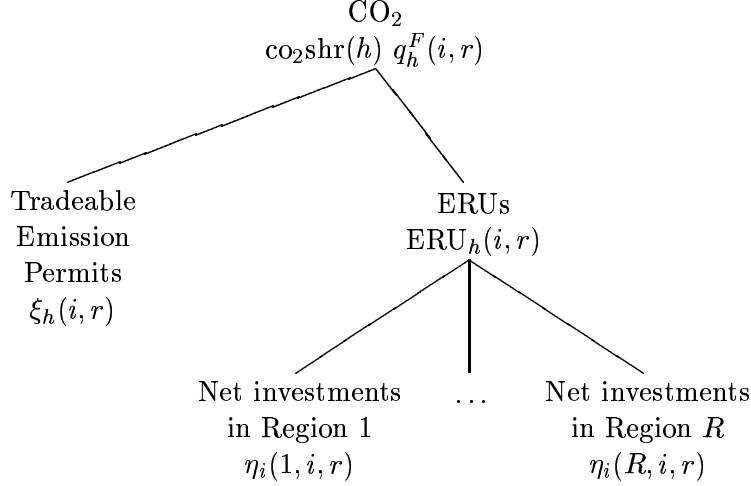 CO₂
co₂shr(h) q_h^F(i, r)
Tradeable
Emission
Permits
ξ_h(i, r)
ERUs
ERU_h(i, r)
Net investments
in Region 1
η_i(1, i, r)
...
Net investments
in Region R
η_i(R, i, r)